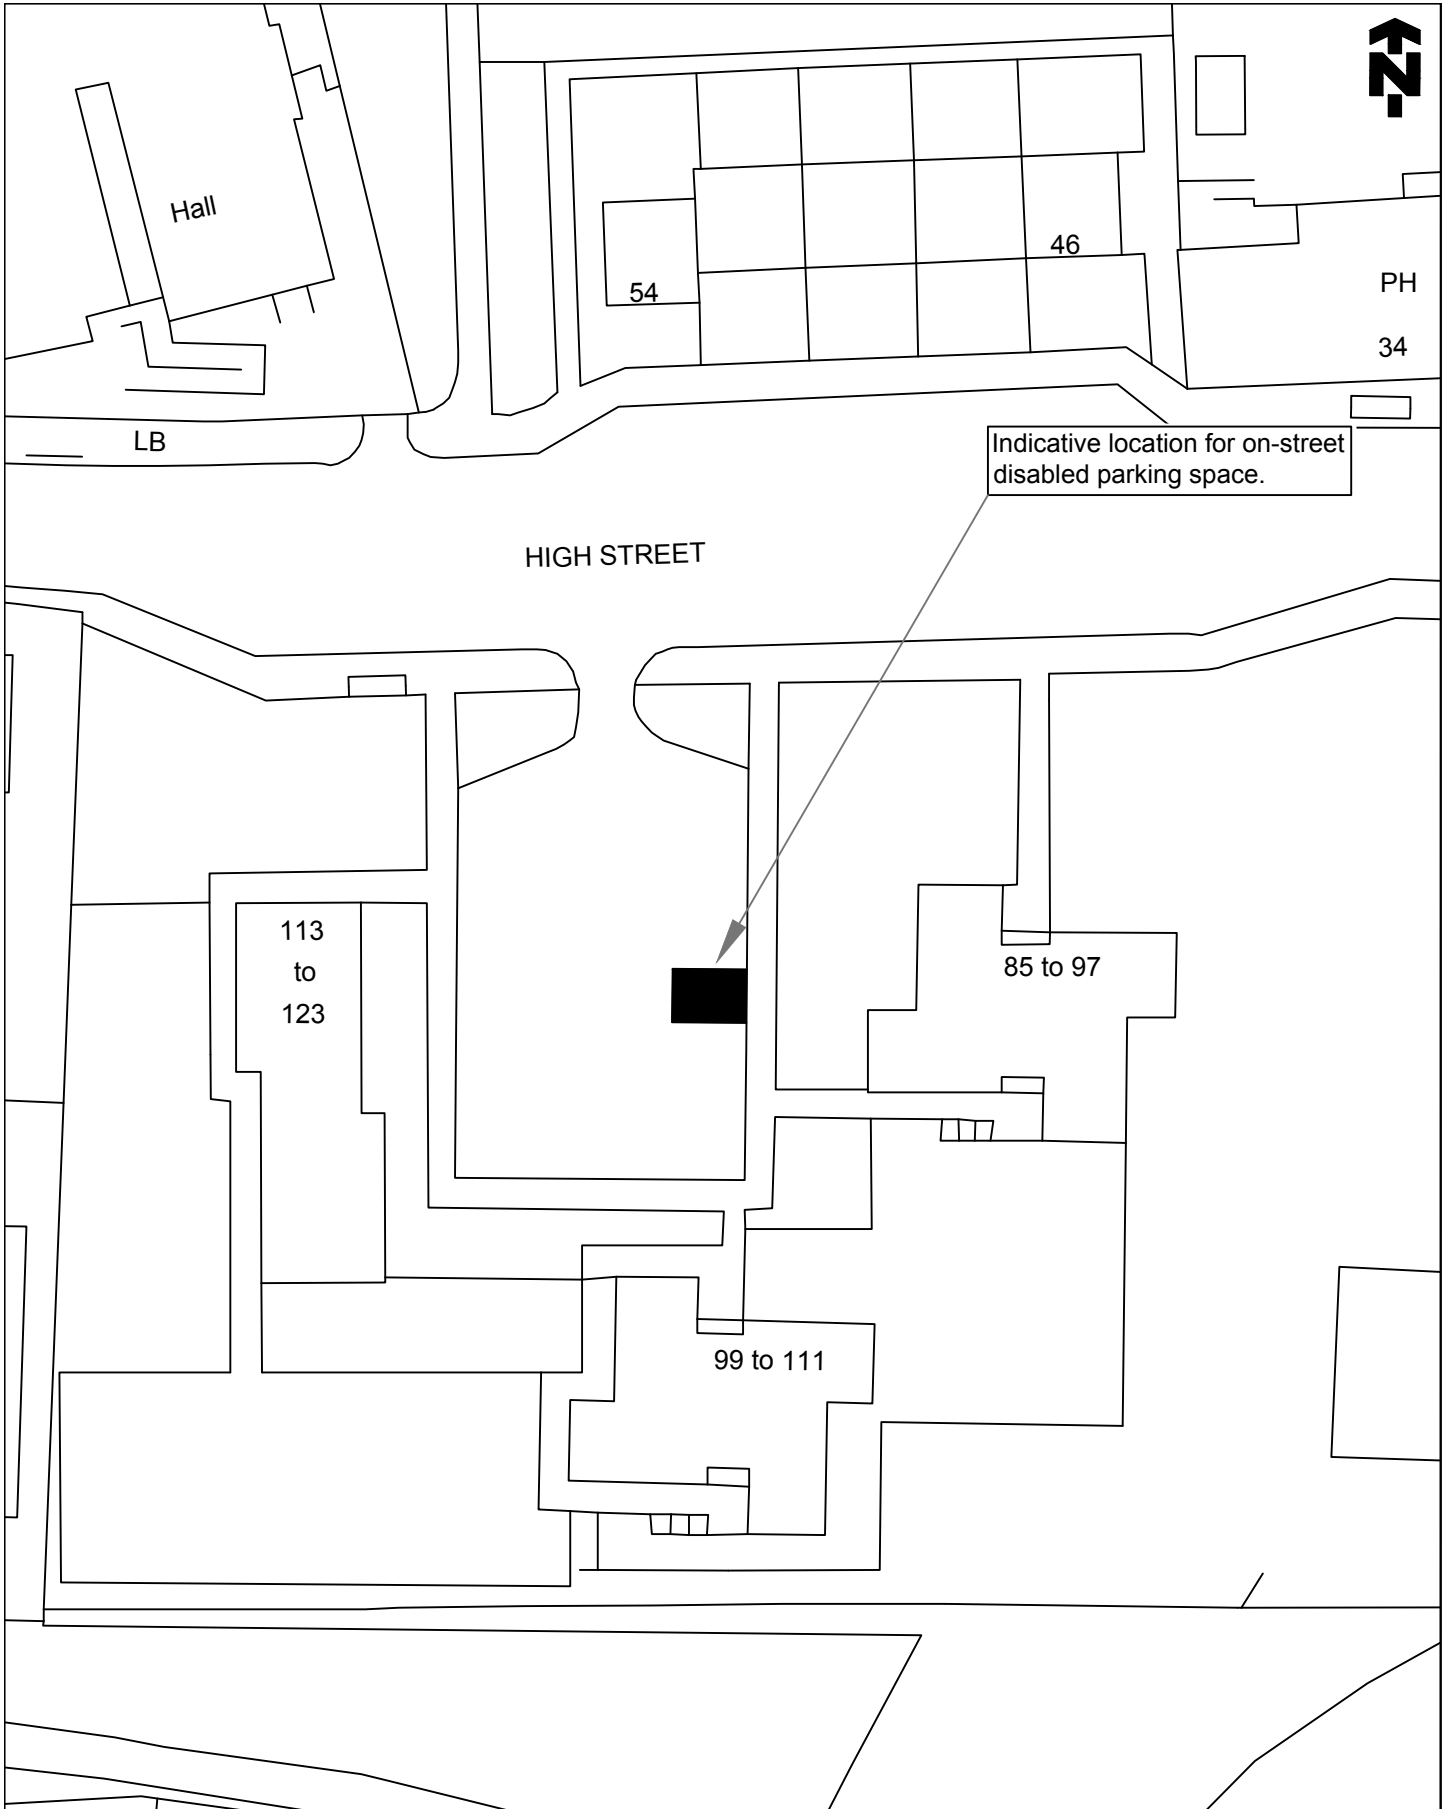 N
Hall
46
54
PH
34
LB
Indicative location for on-street
disabled parking space.
HIGH STREET
113
to
123
85 to 97
99 to 111